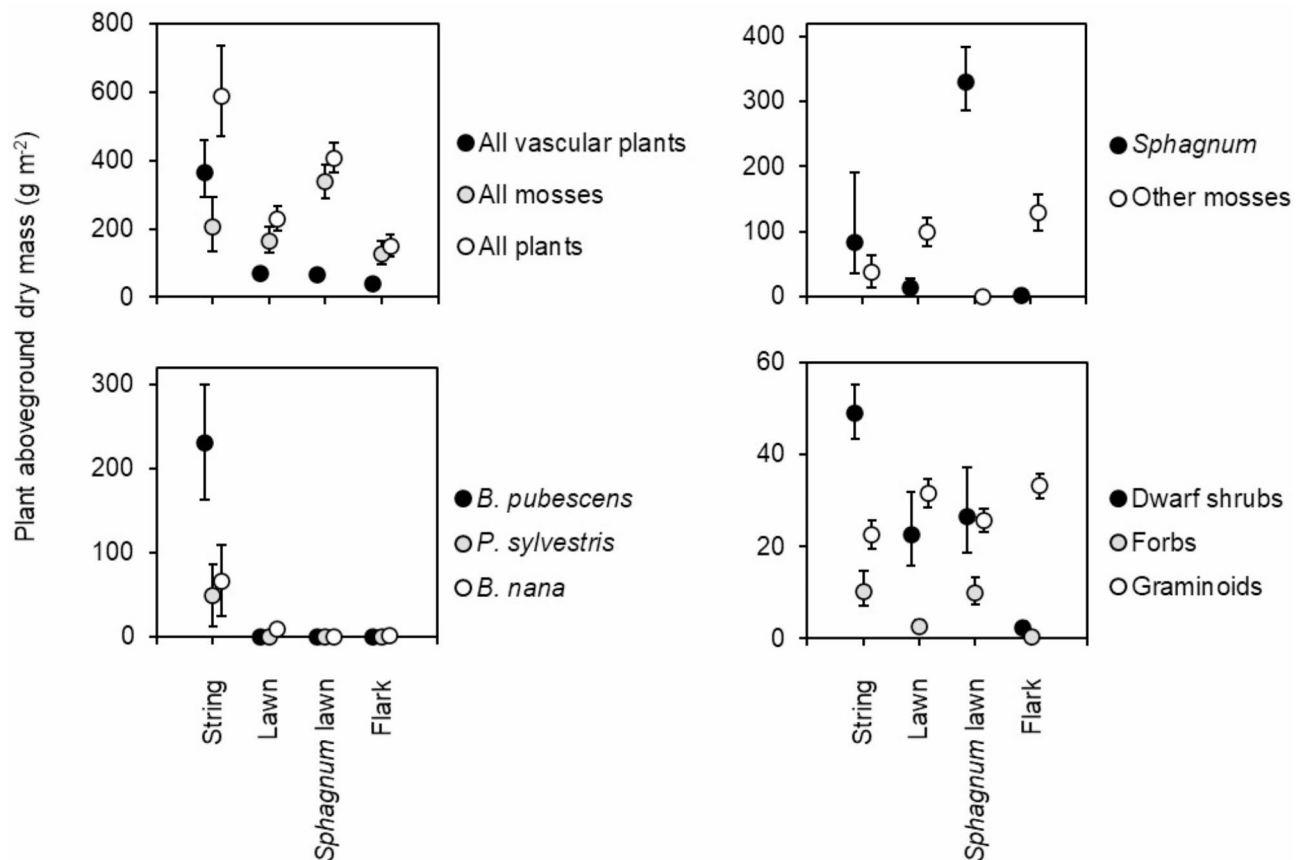 Plant aboveground dry mass (g m-2)
800
600
400
200
0
All vascular plants
All mosses
All plants
400
300
200
100
0
Sphagnum
Other mosses
300
200
100
0
B. pubescens
P. sylvestris
B. nana
String
Lawn
Sphagnum lawn
Flark
60
40
20
0
Dwarf shrubs
Forbs
Graminoids
String
Lawn
Sphagnum lawn
Flark